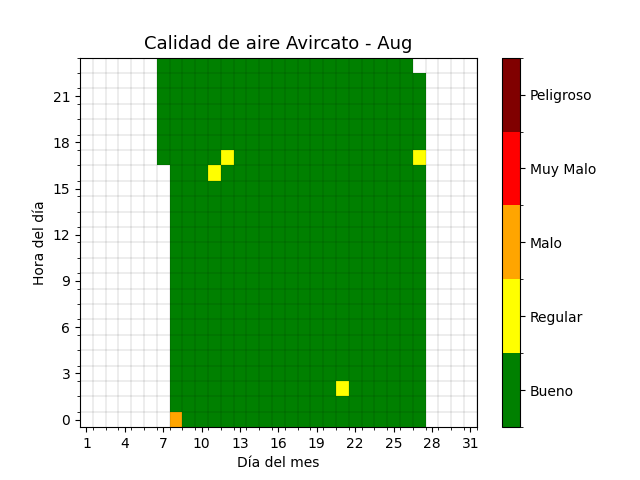 Calidad de aire Avircato - Aug
Hora del día
21
18
15
12
9
6
3
0
1 4 7 10 13 16 19 22 25 28 31
Día del mes
Peligroso
Muy Malo
Malo
Regular
Bueno